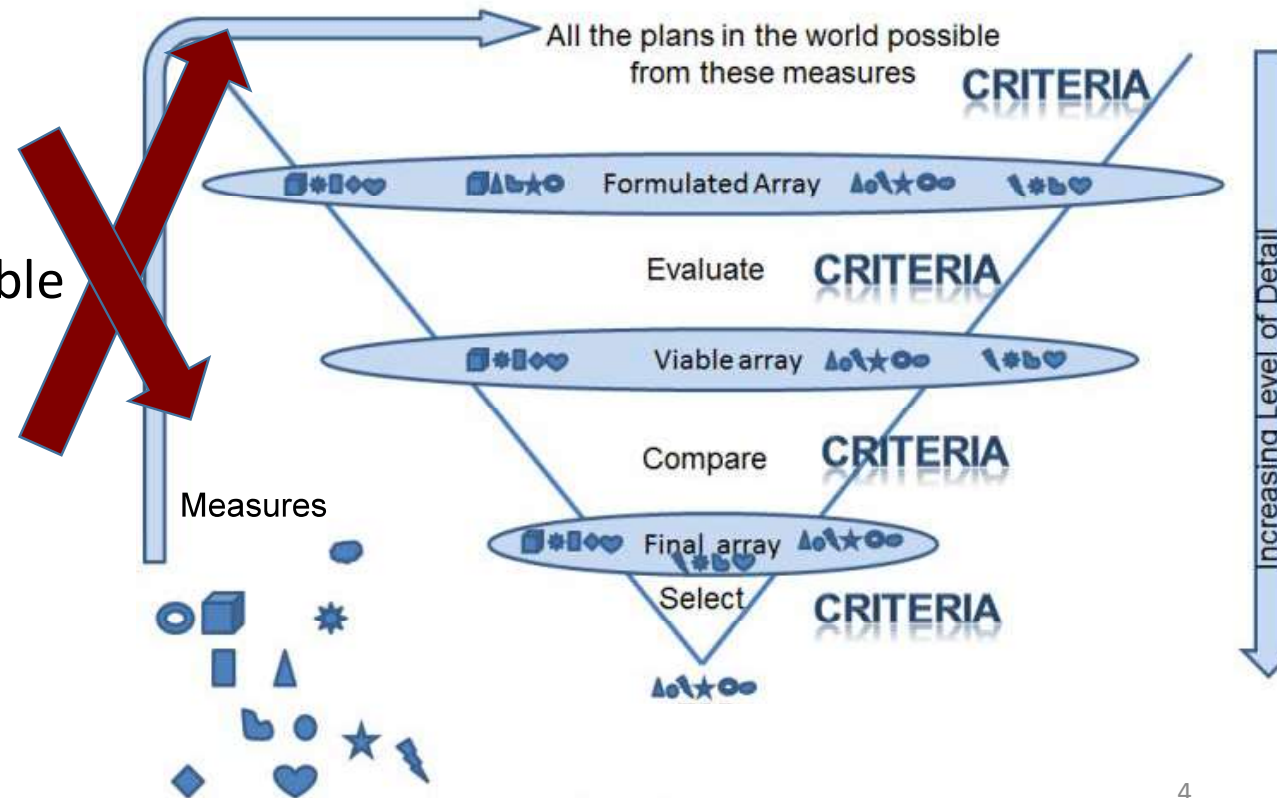 All the plans in the world possible
from these measures
CRITERIA
Formulated Array
ble
Evaluate CRITERIA
Viable array
Compare CRITERIA
Measures
Final array
Select
CRITERIA
Increasing Level of Detail
4